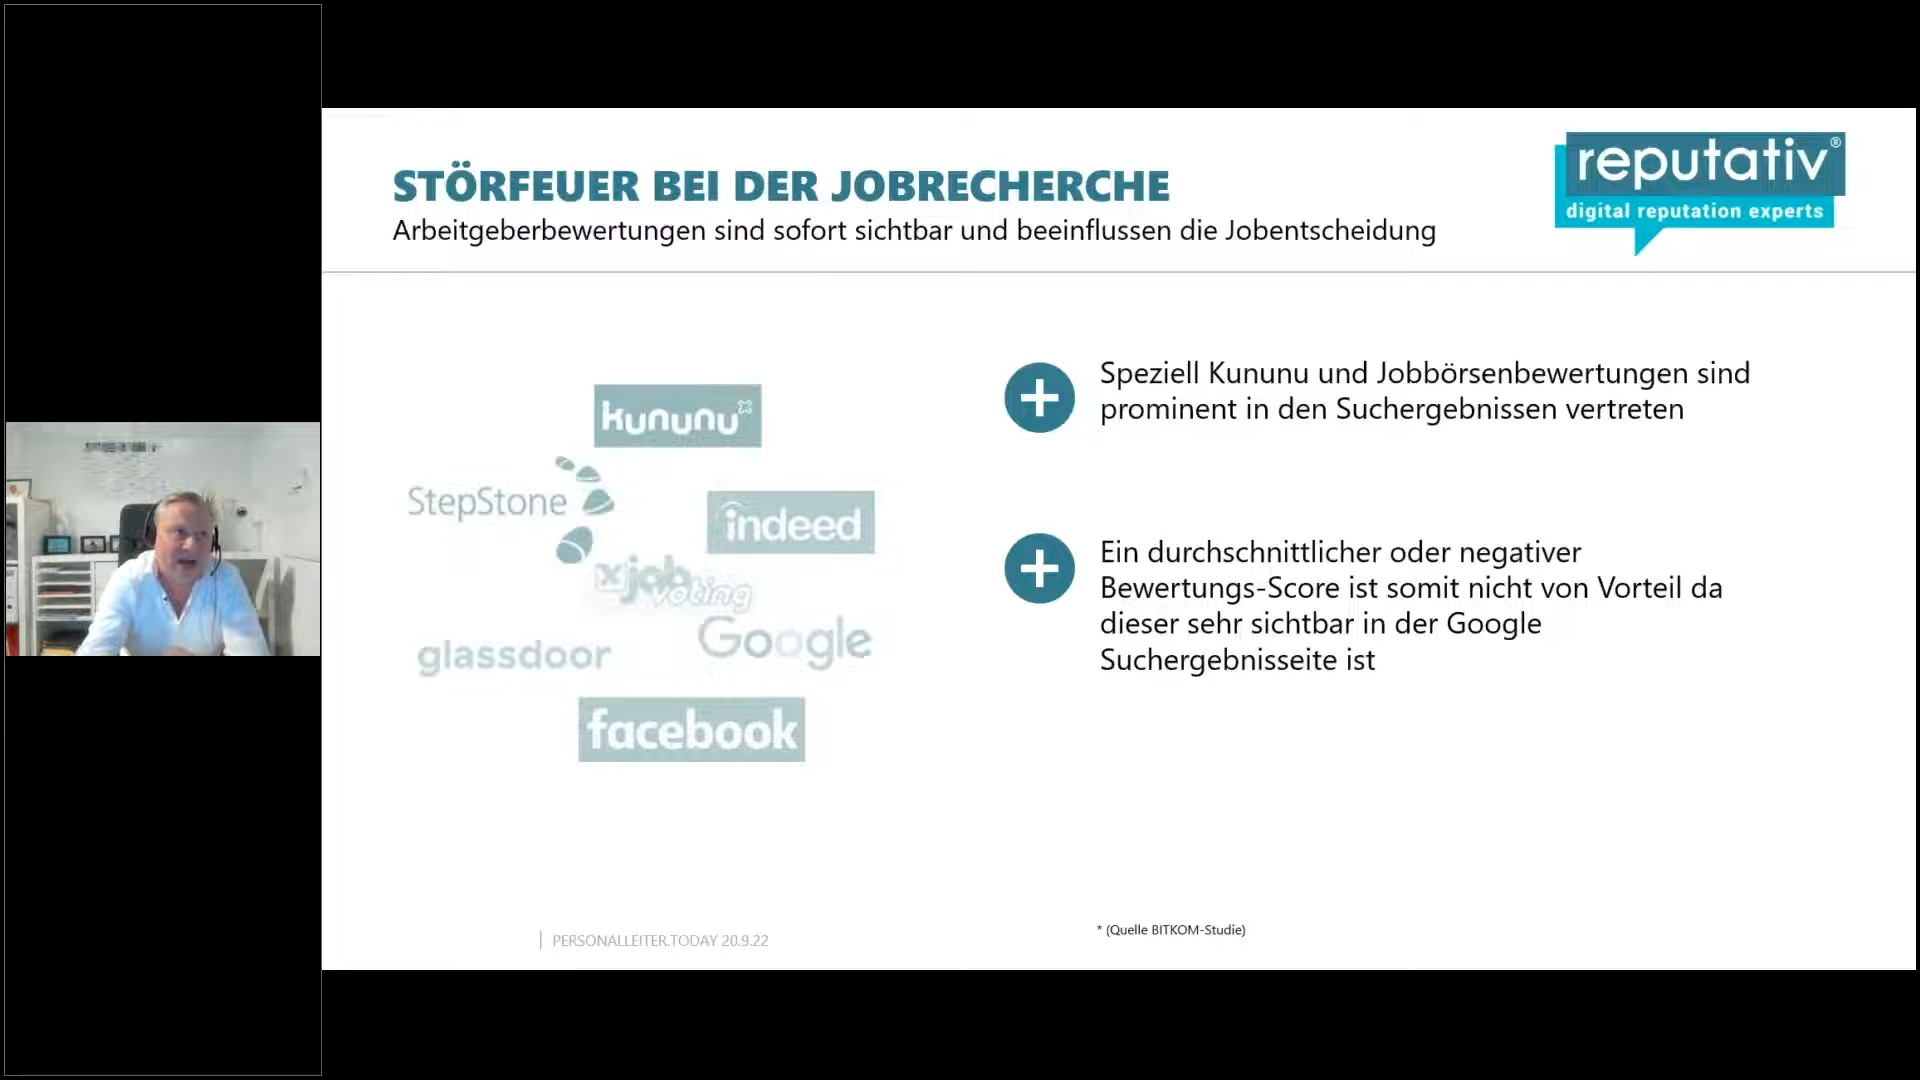 STÖRFEUER BEI DER JOBRECHERCHE
Arbeitgeberbewertungen sind sofort sichtbar und beeinflussen die Jobentscheidung
reputativ®
digital reputation experts
kununu
StepStone
indeed
xjob
voting
glassdoor
Google
facebook
Speziell Kununu und Jobbörsenbewertungen sind
prominent in den Suchergebnissen vertreten
Ein durchschnittlicher oder negativer
Bewertungs-Score ist somit nicht von Vorteil da
dieser sehr sichtbar in der Google
Suchergebnisseite ist
PERSONALLEITER.TODAY 20.9.22
* (Quelle BITKOM-Studie)